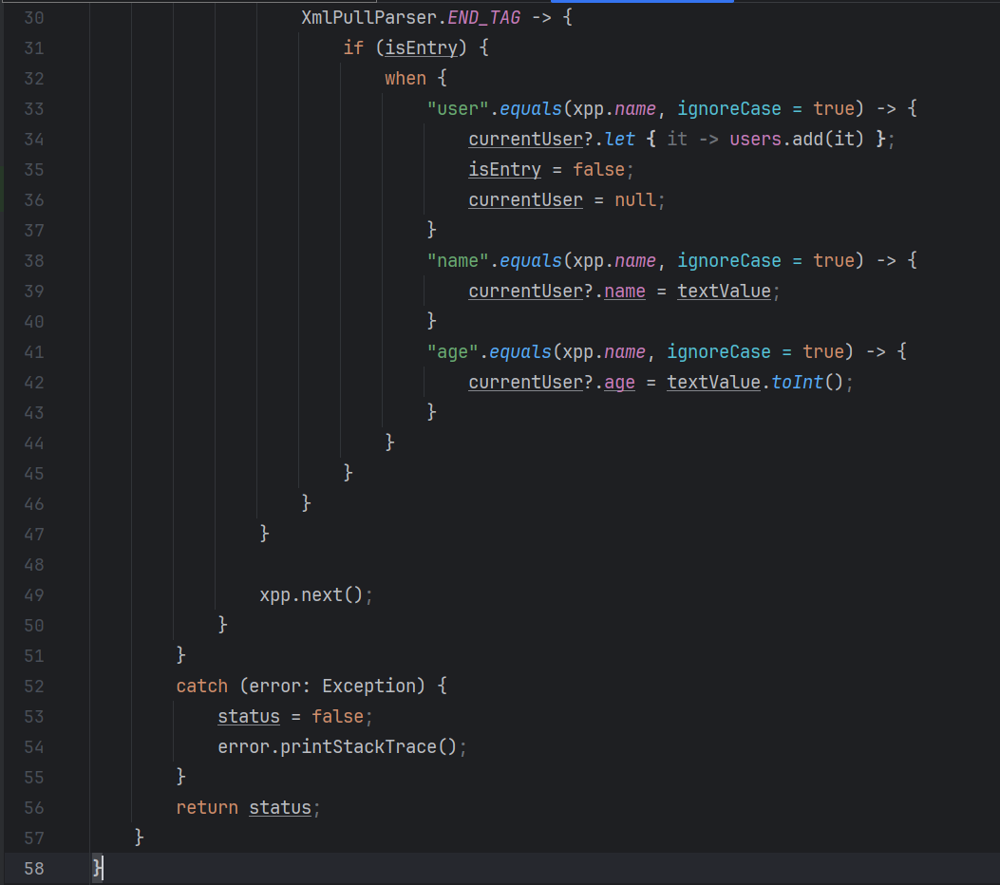 30 XmlPullParser.END_TAG -> {
31 if (isEntry) {
32 when {
33 "user".equals(xpp.name, ignoreCase = true) -> {
34 currentUser?.let { it -> users.add(it) };
35 isEntry = false;
36 currentUser = null;
37 }
38 "name".equals(xpp.name, ignoreCase = true) -> {
39 currentUser?.name = textValue;
40 }
41 "age".equals(xpp.name, ignoreCase = true) -> {
42 currentUser?.age = textValue.toInt();
43 }
44 }
45 }
46 }
47 }
48
49 xpp.next();
50 }
51 }
52 catch (error: Exception) {
53 status = false;
54 error.printStackTrace();
55 }
56 return status;
57 }
58 }